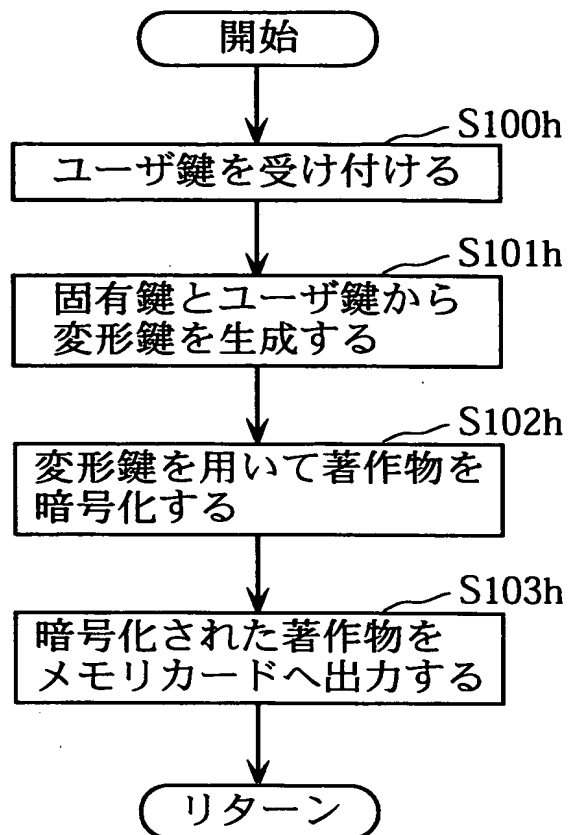 開始
S100h
ユーザ鍵を受け付ける
S101h
固有鍵とユーザ鍵から
変形鍵を生成する
S102h
変形鍵を用いて著作物を
暗号化する
S103h
暗号化された著作物を
メモリカードへ出力する
リターン